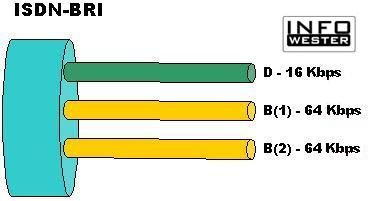 ISDN-BRI
INFO
WESTER
D - 16 Kbps
B(1) - 64 Kbps
B(2) - 64 Kbps